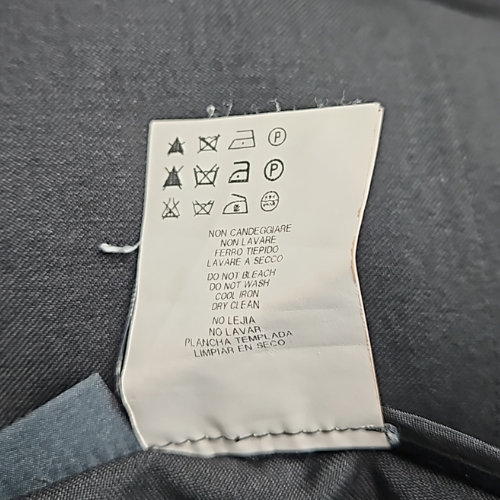 P
P
NON CANDEGGIARE
NON LAVARE
FERRO TIEPIDO
LAVARE A SECCO
DO NOT BLEACH
DO NOT WASH
COOL IRON
DRY CLEAN
NO LEJIA
NO LAVAR
PLANCHA TEMPLADA
LIMPIAR EN SECO